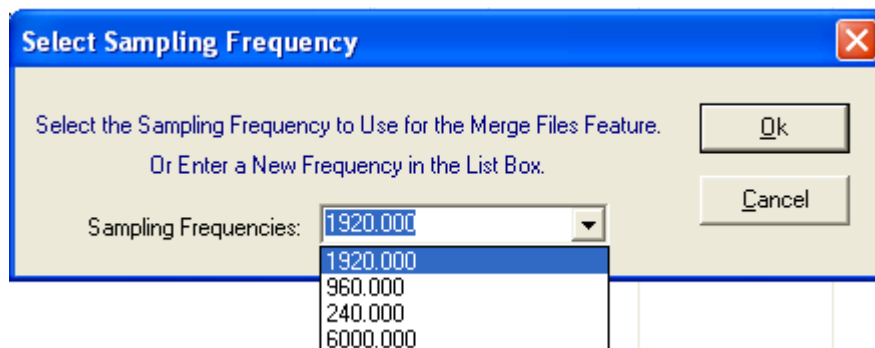 Select Sampling Frequency
Select the Sampling Frequency to Use for the Merge Files Feature.
Or Enter a New Frequency in the List Box.
Ok
Cancel
Sampling Frequencies: 1920.000
1920.000
960.000
240.000
6000.000